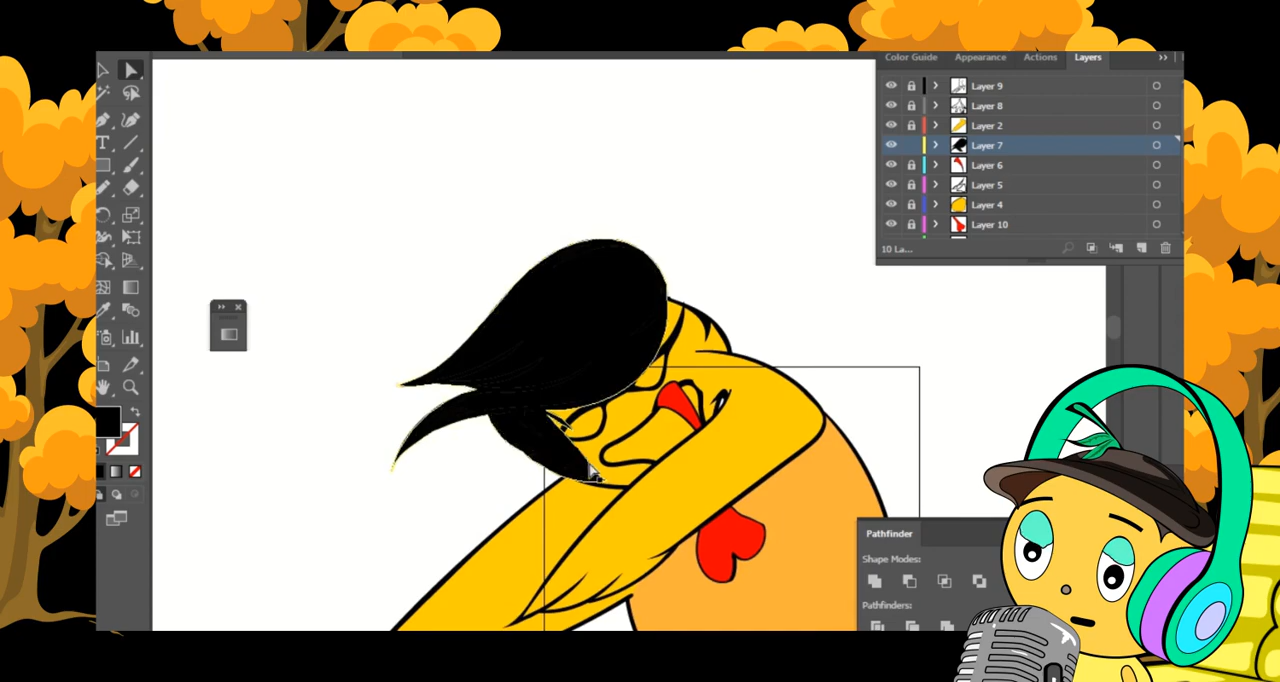 Color Guide Appearance Actions Layers
Layer 9
Layer 8
Layer 2
Layer 7
Layer 6
Layer 5
Layer 4
Layer 10
10 La...
Pathfinder
Shape Modes:
Pathfinders: